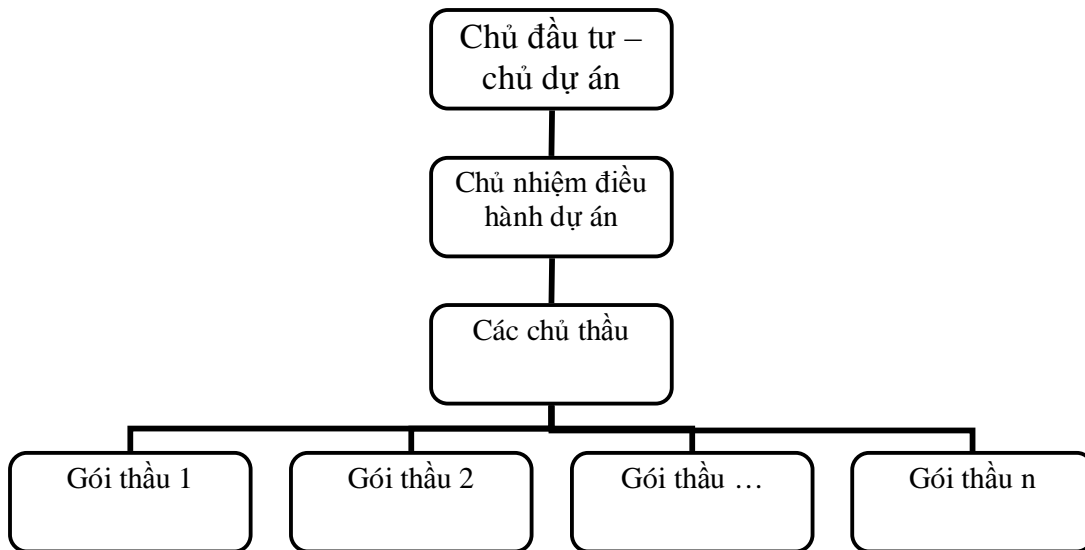 Chủ đầu tư –
chủ dự án
Chủ nhiệm điều
hành dự án
Các chủ thầu
Gói thầu 1
Gói thầu 2
Gói thầu …
Gói thầu n